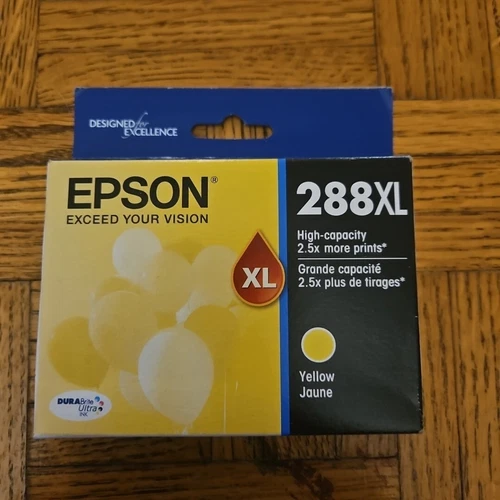 DESIGNED for
EXCELLENCE
EPSON®
EXCEED YOUR VISION
XL
DURABrite
Ultra
INK
288XL
High-capacity
2.5x more prints*
Grande capacité
2.5x plus de tirages*
Yellow
Jaune